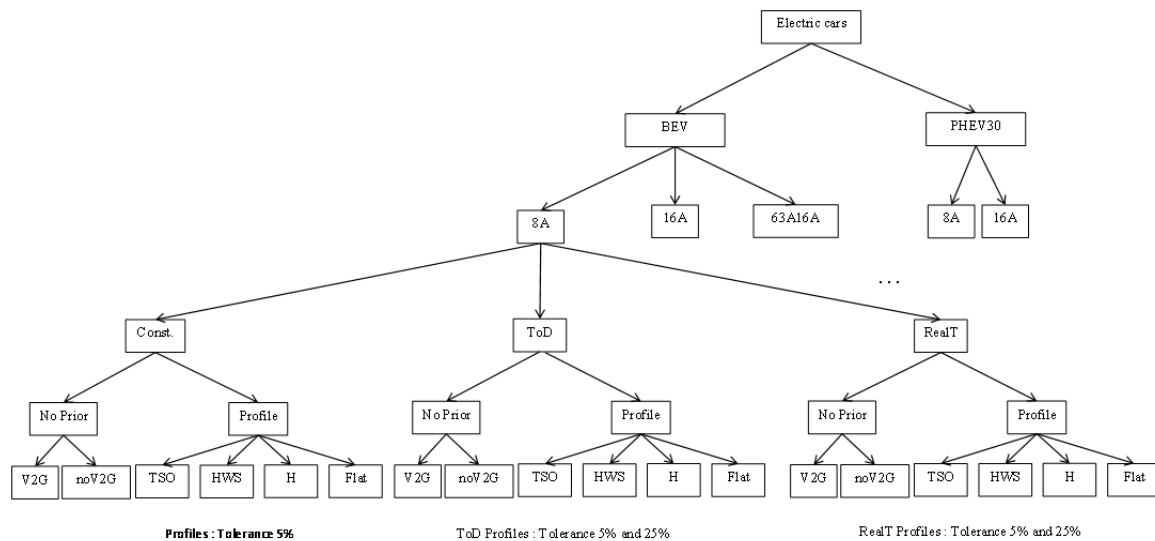 Electric cars
BEV
PHEV30
8A
16A
63A16A
8A
16A
...
Const.
ToD
RealT
No Prior
Profile
No Prior
Profile
No Prior
Profile
V2G
noV2G
TSO
HWS
H
Flat
V2G
noV2G
TSO
HWS
H
Flat
V2G
noV2G
TSO
HWS
H
Flat
Profiles : Tolerance 5%
ToD Profiles : Tolerance 5% and 25%
RealT Profiles : Tolerance 5% and 25%